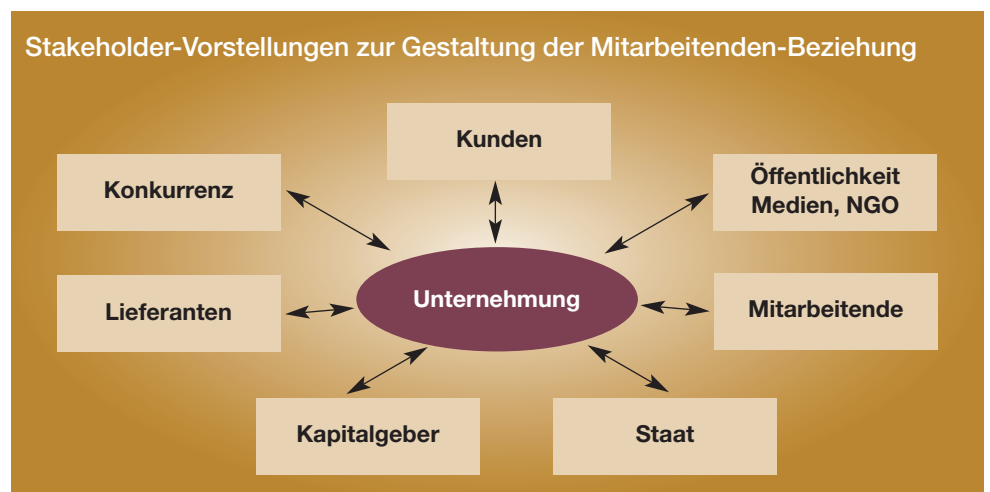 Stakeholder-Vorstellungen zur Gestaltung der Mitarbeitenden-Beziehung
Kunden
Konkurrenz
Öffentlichkeit
Medien, NGO
Unternehmung
Lieferanten
Mitarbeitende
Kapitalgeber
Staat